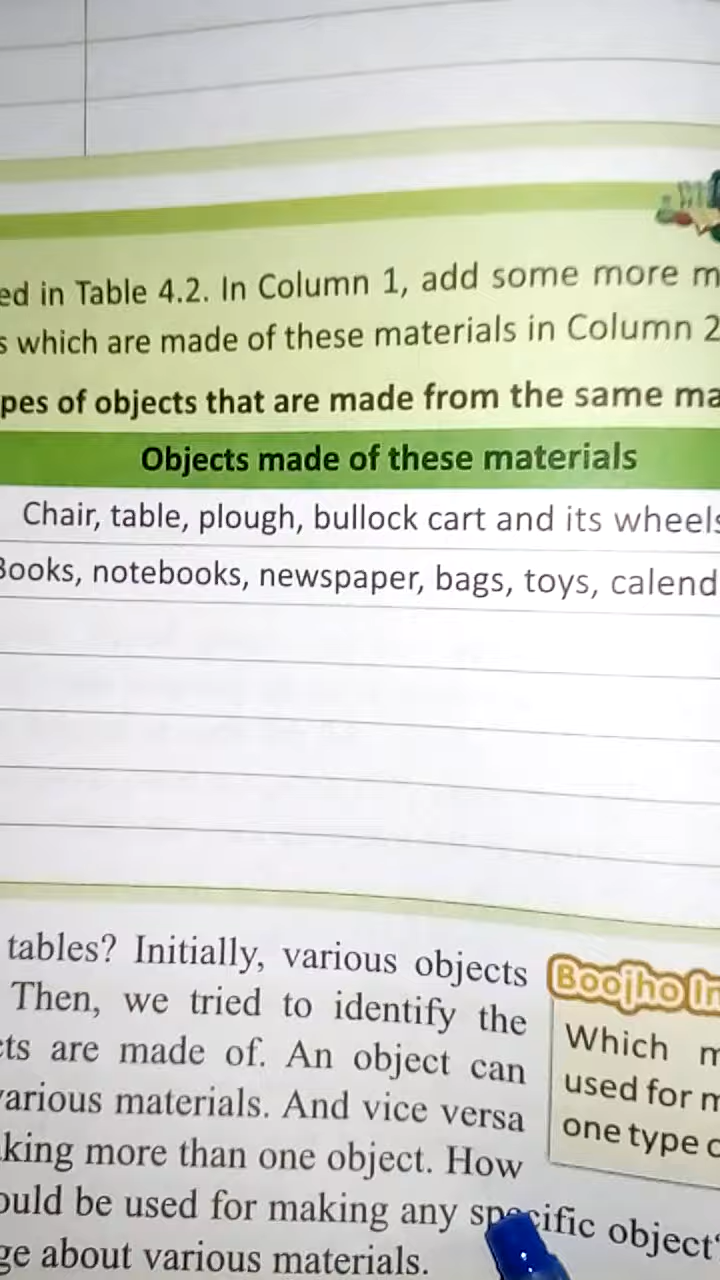 ed in Table 4.2. In Column 1, add some more m
s which are made of these materials in Column 2
pes of objects that are made from the same ma
Objects made of these materials
Chair, table, plough, bullock cart and its wheels
Books, notebooks, newspaper, bags, toys, calend
tables? Initially, various objects
Then, we tried to identify the
cts are made of. An object can
various materials. And vice versa
king more than one object. How
ould be used for making any specific object
ge about various materials.
Boojho In
Which m
used for m
one type o